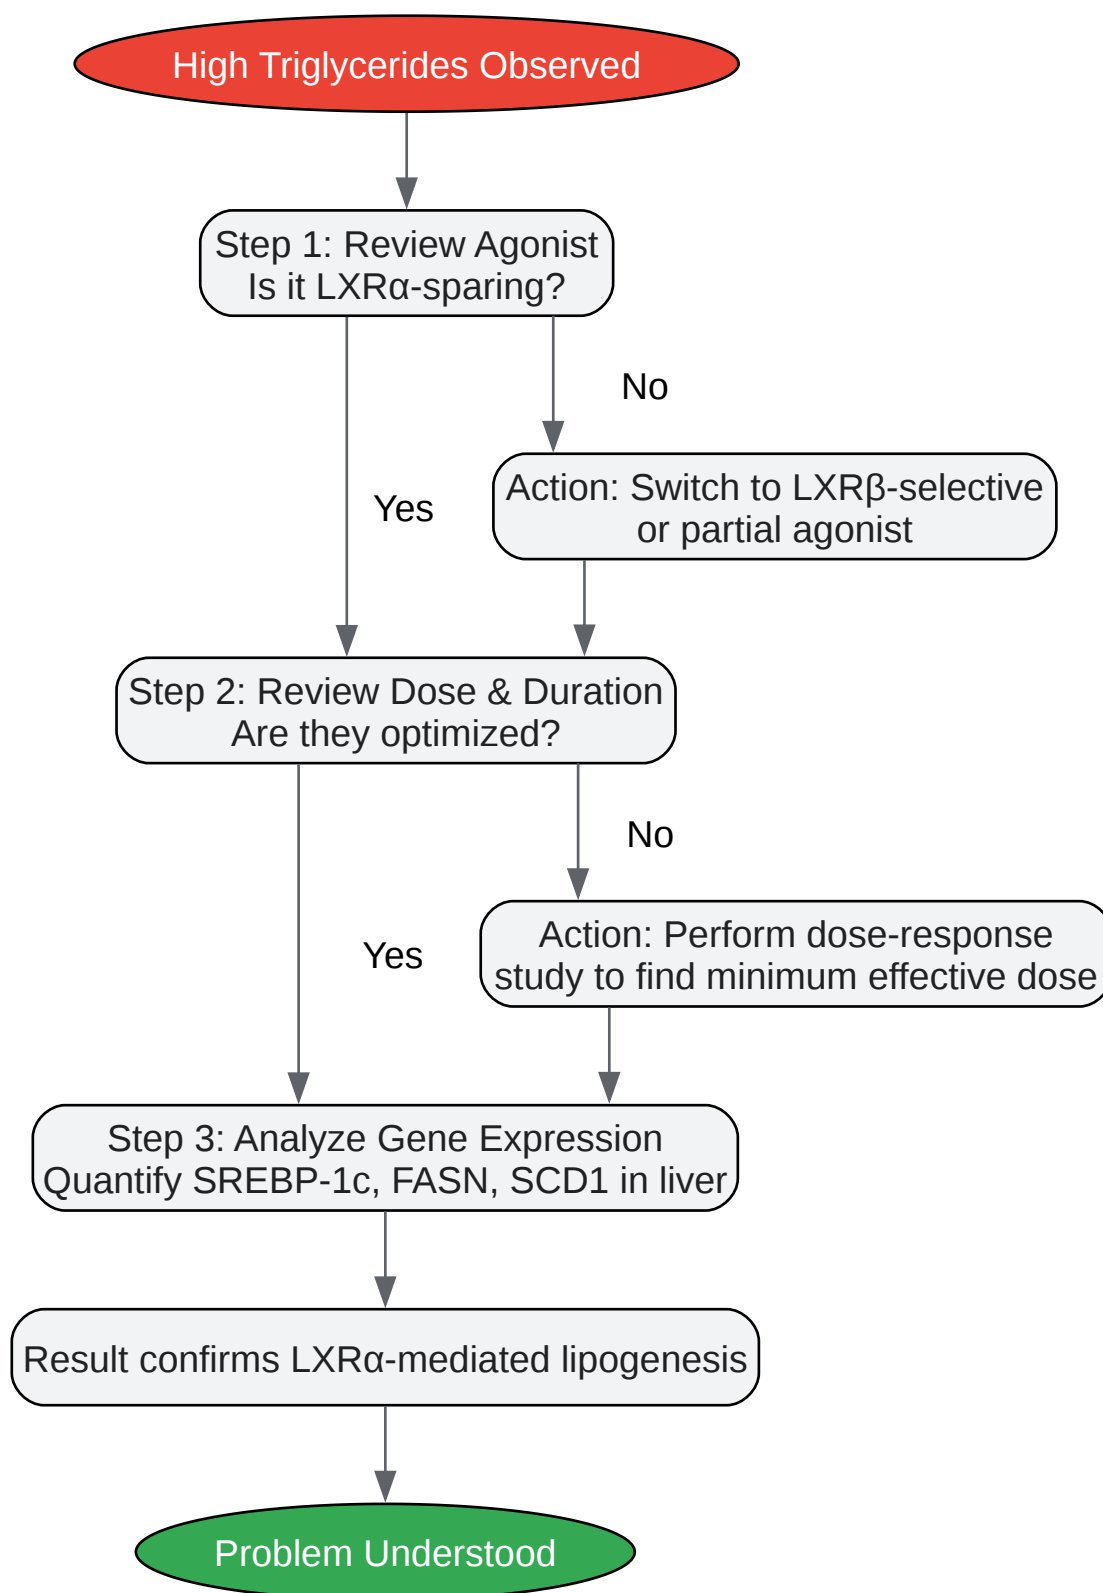 High Triglycerides Observed
Step 1: Review Agonist
Is it LXRα-sparing?
No
Action: Switch to LXRβ-selective
or partial agonist
Yes
Step 2: Review Dose & Duration
Are they optimized?
No
Action: Perform dose-response
study to find minimum effective dose
Yes
Step 3: Analyze Gene Expression
Quantify SREBP-1c, FASN, SCD1 in liver
Result confirms LXRα-mediated lipogenesis
Problem Understood